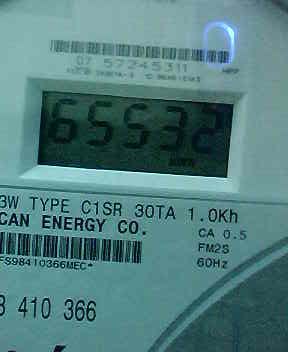 07 57245311
65532
3W TYPE C1SR 30TA 1.0Kh
CAN ENERGY CO.
CA 0.5
FM2S
60Hz
FS98410366MEC*
8 410 366